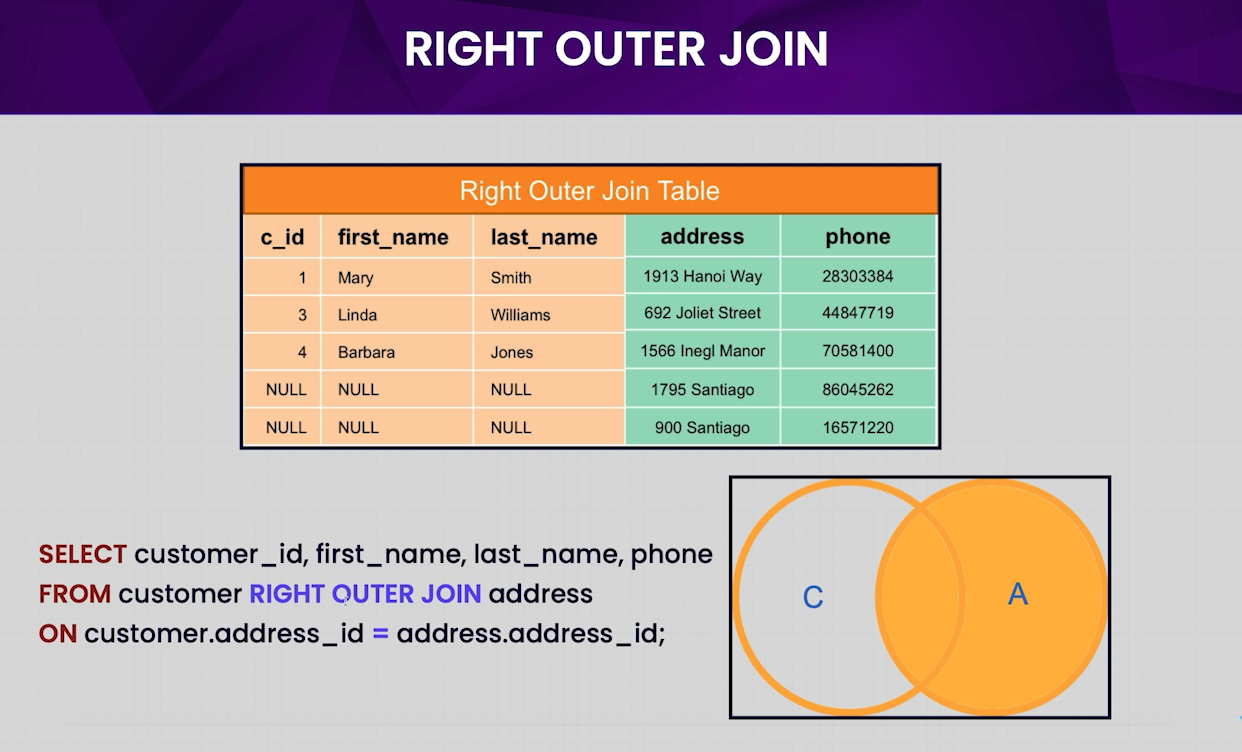 RIGHT OUTER JOIN
Right Outer Join Table
c_id first_name last_name address phone
1 Mary Smith 1913 Hanoi Way 28303384
3 Linda Williams 692 Joliet Street 44847719
4 Barbara Jones 1566 Inegl Manor 70581400
NULL NULL NULL 1795 Santiago 86045262
NULL NULL NULL 900 Santiago 16571220
SELECT customer_id, first_name, last_name, phone
FROM customer RIGHT OUTER JOIN address
ON customer.address_id = address.address_id;
C A